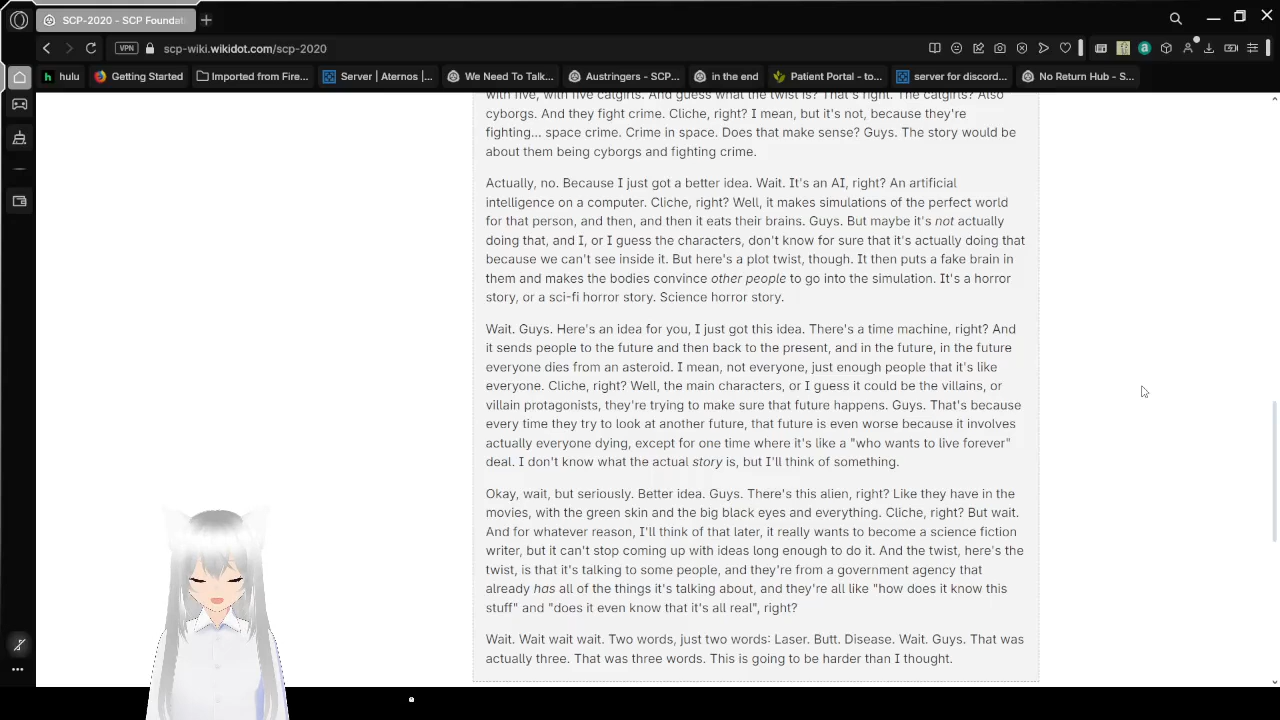 SCP-2020 - SCP Foundat
VPN
scp-wiki.wikidot.com/scp-2020
hulu
Getting Started
Imported from Fire...
Server | Aternos |...
We Need To Talk...
Austringers - SCP...
in the end
Patient Portal - to...
server for discord...
No Return Hub - S...
with five, with five catgirls. And guess what the twist is? That's right. The catgirls? Also
cyborgs. And they fight crime. Cliche, right? I mean, but it's not, because they're
fighting... space crime. Crime in space. Does that make sense? Guys. The story would be
about them being cyborgs and fighting crime.
Actually, no. Because I just got a better idea. Wait. It's an AI, right? An artificial
intelligence on a computer. Cliche, right? Well, it makes simulations of the perfect world
for that person, and then, and then it eats their brains. Guys. But maybe it's not actually
doing that, and I, or I guess the characters, don't know for sure that it's actually doing that
because we can't see inside it. But here's a plot twist, though. It then puts a fake brain in
them and makes the bodies convince other people to go into the simulation. It's a horror
story, or a sci-fi horror story. Science horror story.
Wait. Guys. Here's an idea for you, I just got this idea. There's a time machine, right? And
it sends people to the future and then back to the present, and in the future, in the future
everyone dies from an asteroid. I mean, not everyone, just enough people that it's like
everyone. Cliche, right? Well, the main characters, or I guess it could be the villains, or
villain protagonists, they're trying to make sure that future happens. Guys. That's because
every time they try to look at another future, that future is even worse because it involves
actually everyone dying, except for one time where it's like a "who wants to live forever"
deal. I don't know what the actual story is, but I'll think of something.
Okay, wait, but seriously. Better idea. Guys. There's this alien, right? Like they have in the
movies, with the green skin and the big black eyes and everything. Cliche, right? But wait.
And for whatever reason, I'll think of that later, it really wants to become a science fiction
writer, but it can't stop coming up with ideas long enough to do it. And the twist, here's the
twist, is that it's talking to some people, and they're from a government agency that
already has all of the things it's talking about, and they're all like "how does it know this
stuff" and "does it even know that it's all real", right?
Wait. Wait wait wait. Two words, just two words: Laser. Butt. Disease. Wait. Guys. That was
actually three. That was three words. This is going to be harder than I thought.